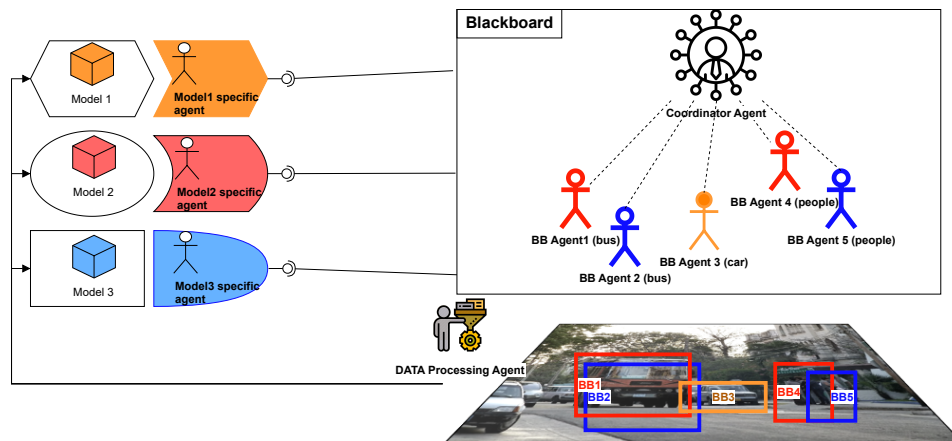 Blackboard
Coordinator Agent
Model 1
Model1 specific
agent
Model 2
Model2 specific
agent
Model 3
Model3 specific
agent
BB Agent1 (bus)
BB Agent 2 (bus)
BB Agent 3 (car)
BB Agent 4 (people)
BB Agent 5 (people)
DATA Processing Agent
BB1
BB2
BB3
BB4
BB5